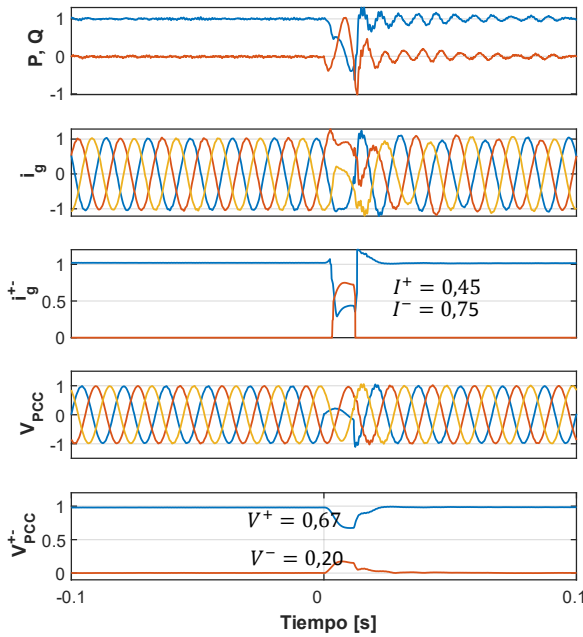 P, Q
1
0
-1
i_g
1
0
-1
i_g^{+-}
1
0.5
0
I⁺ = 0,45
I⁻ = 0,75
V_PCC
1
0
-1
V_PCC^{+-}
1
0.5
0
V⁺ = 0,67
V⁻ = 0,20
-0.1
0
0.1
Tiempo [s]